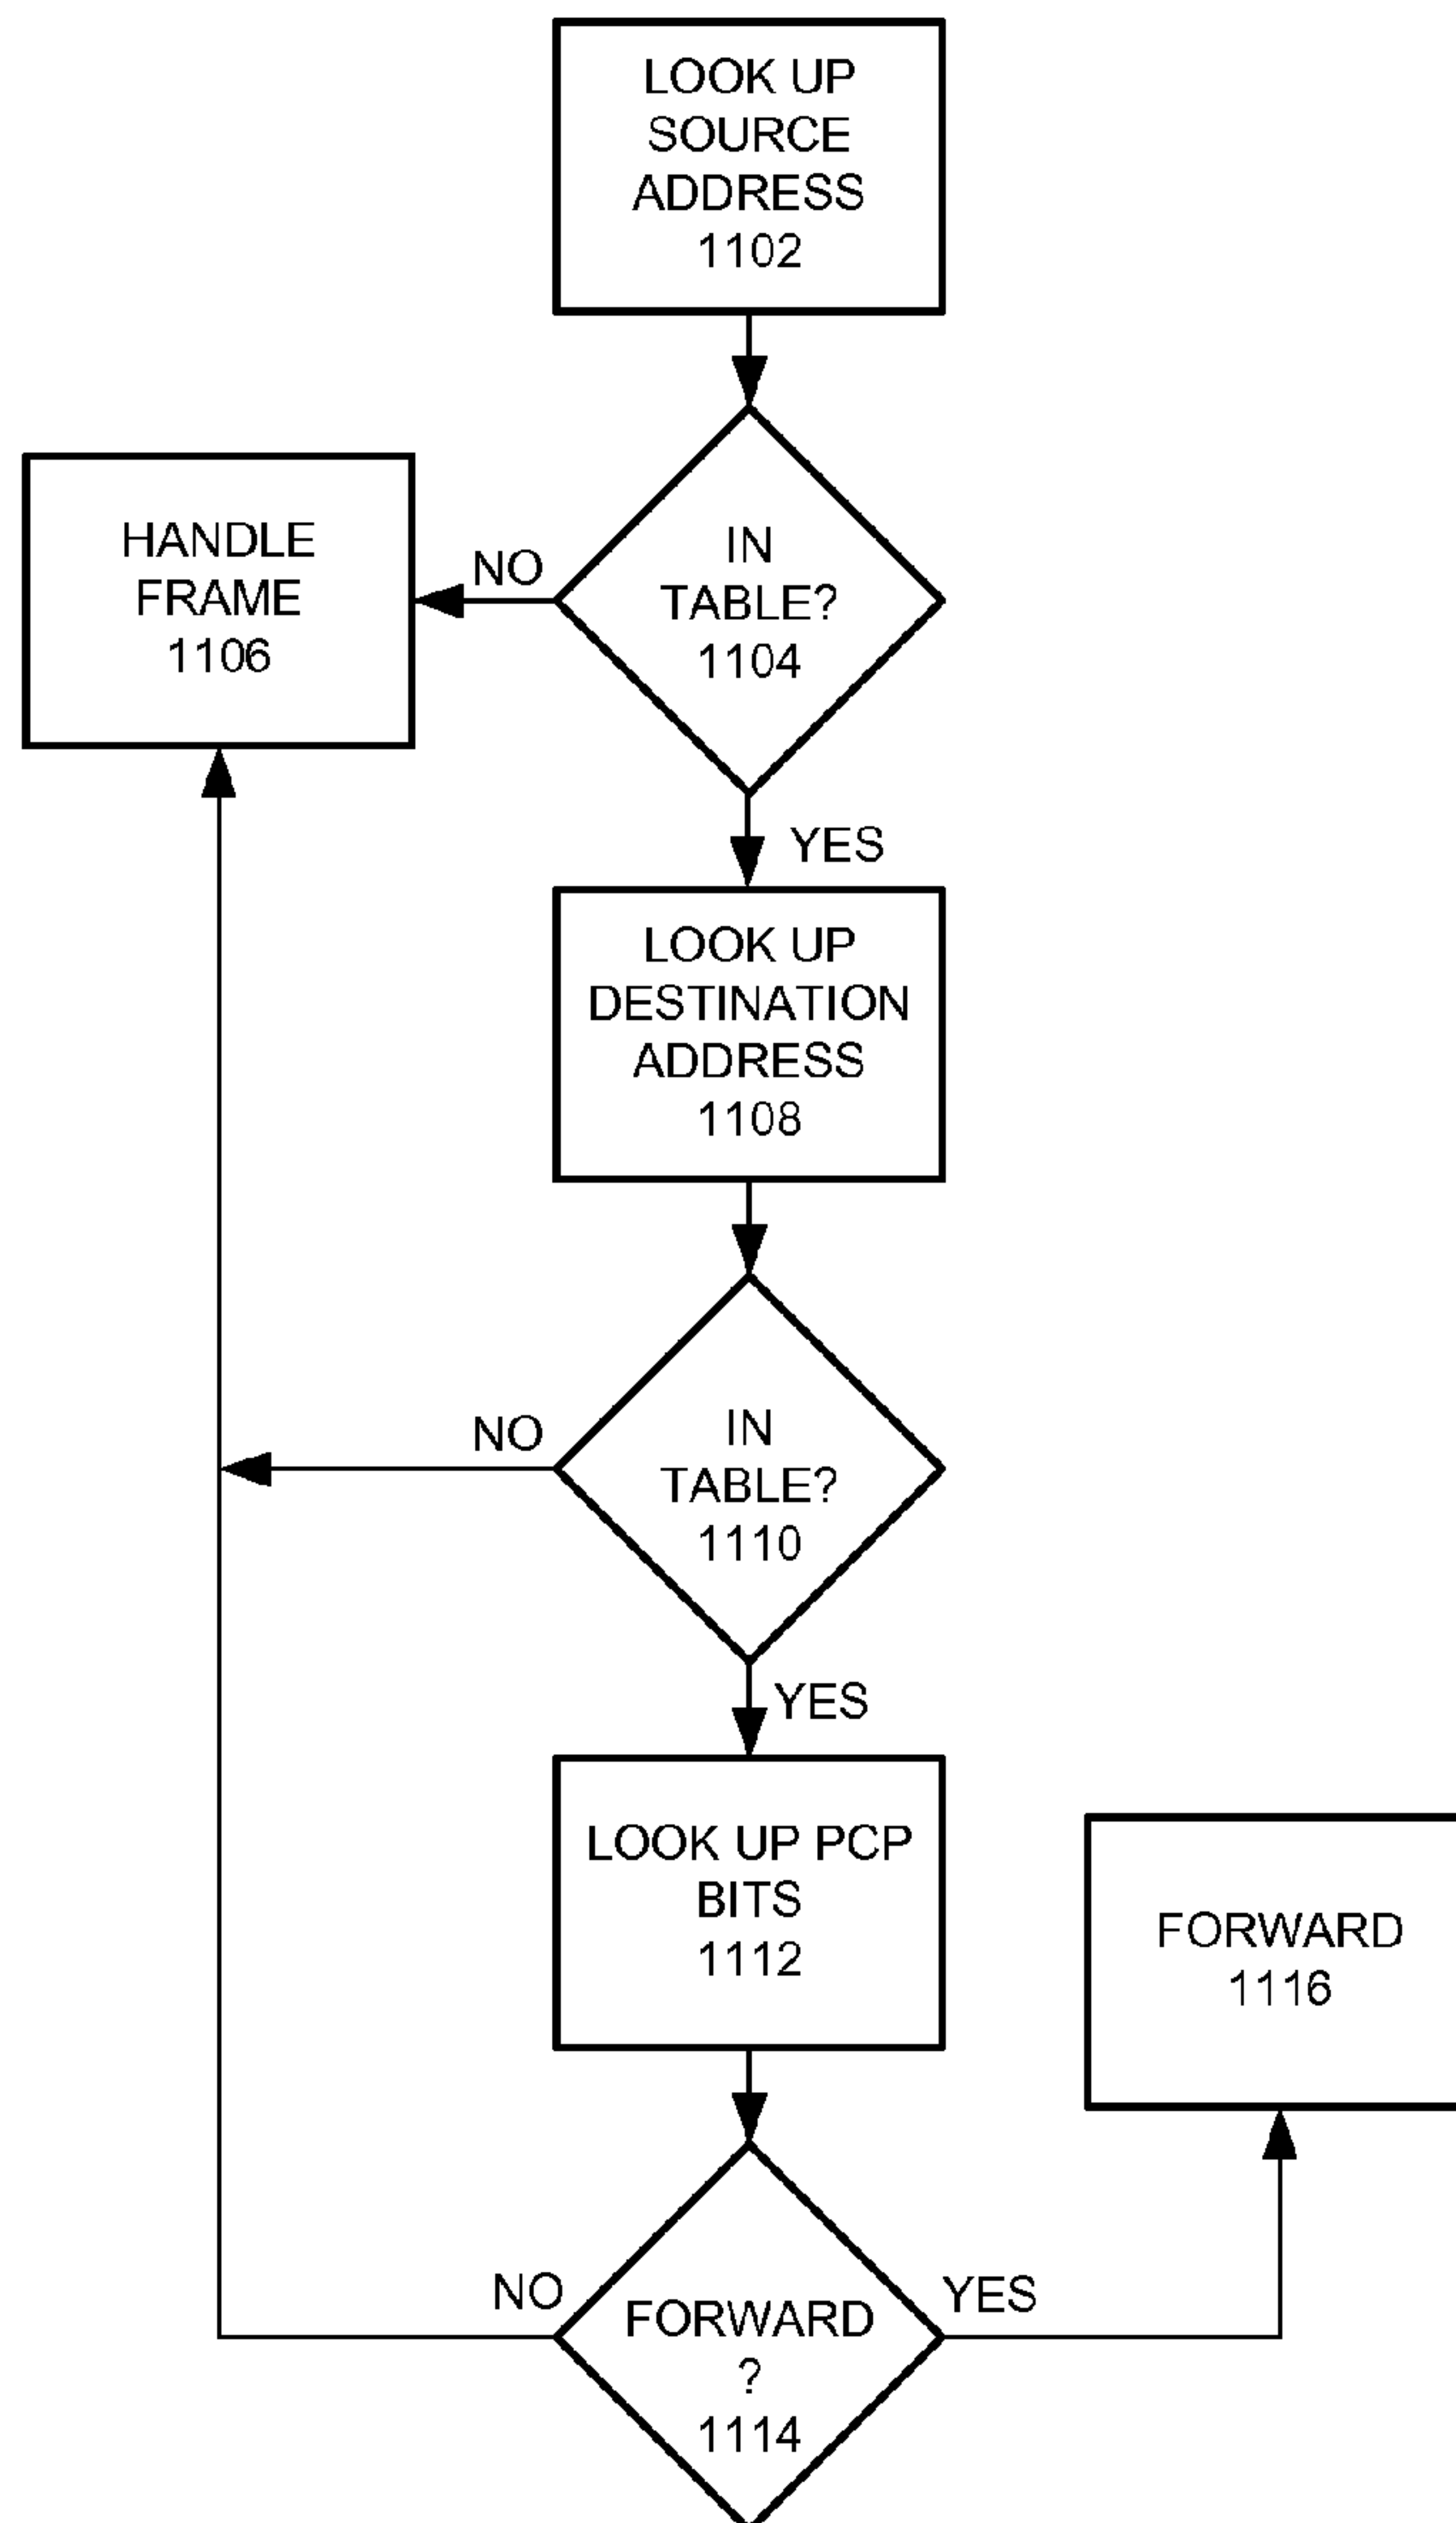 LOOK UP
SOURCE
ADDRESS
1102
HANDLE
FRAME
1106
NO
IN
TABLE?
1104
YES
LOOK UP
DESTINATION
ADDRESS
1108
NO
IN
TABLE?
1110
YES
LOOK UP PCP
BITS
1112
FORWARD
1116
NO
FORWARD
?
1114
YES